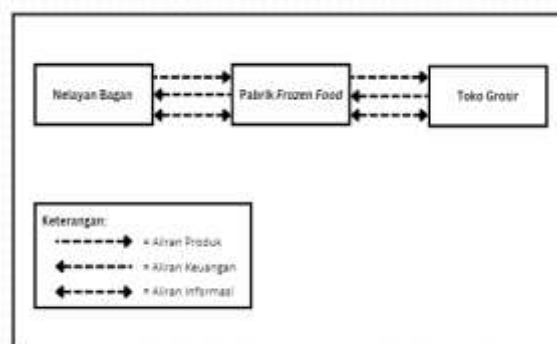 Nelayan Bagan
Pabrik Frozen Food
Toko Grosir
Keterangan:
= Aliran Produk
= Aliran Keuangan
= Aliran Informasi